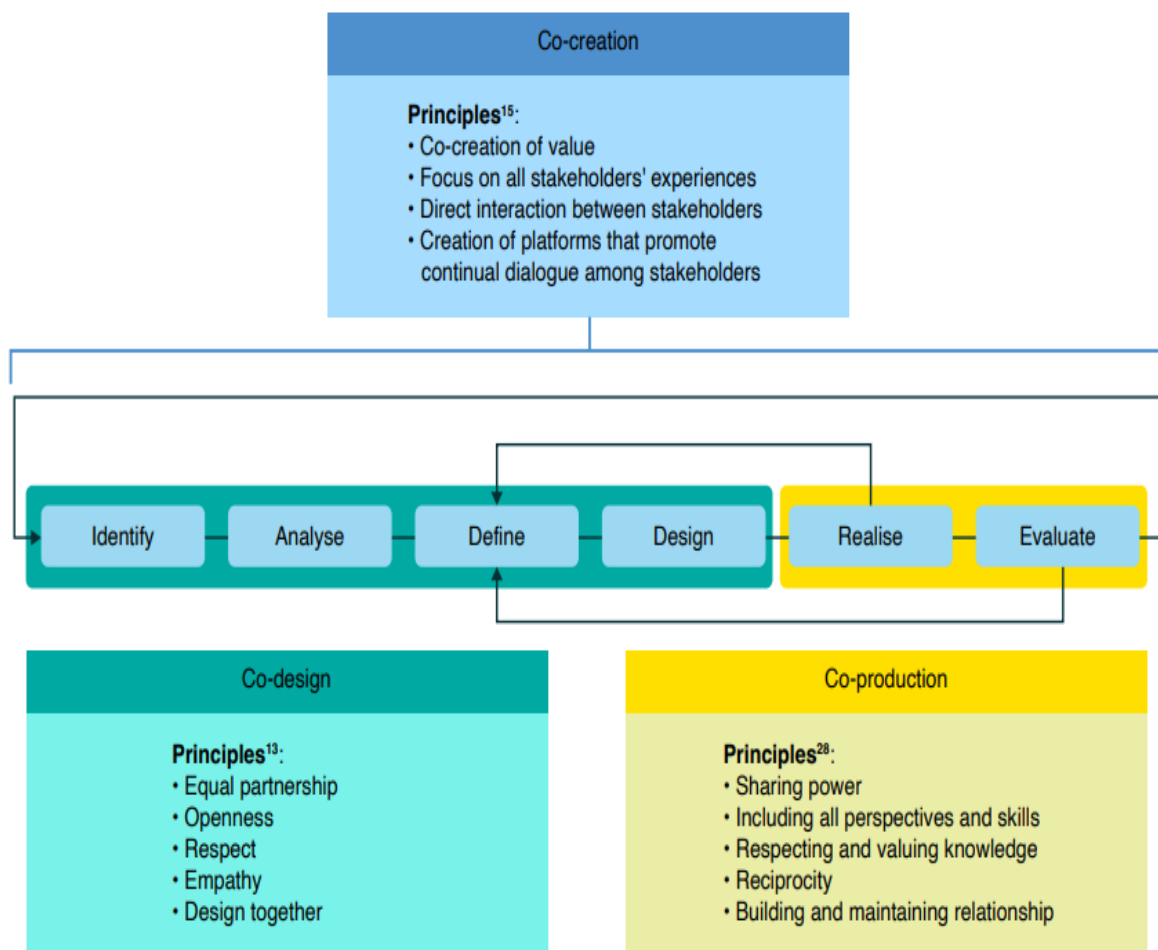 Co-creation
Principles¹⁵:
• Co-creation of value
• Focus on all stakeholders' experiences
• Direct interaction between stakeholders
• Creation of platforms that promote
continual dialogue among stakeholders
Identify
Analyse
Define
Design
Realise
Evaluate
Co-design
Principles¹³:
• Equal partnership
• Openness
• Respect
• Empathy
• Design together
Co-production
Principles²⁸:
• Sharing power
• Including all perspectives and skills
• Respecting and valuing knowledge
• Reciprocity
• Building and maintaining relationship